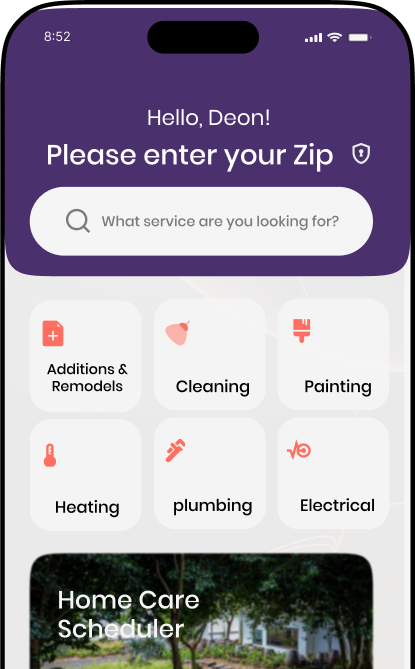 8:52
Hello, Deon!
Please enter your Zip
What service are you looking for?
Additions &
Remodels
Cleaning
Painting
Heating
plumbing
Electrical
Home Care
Scheduler